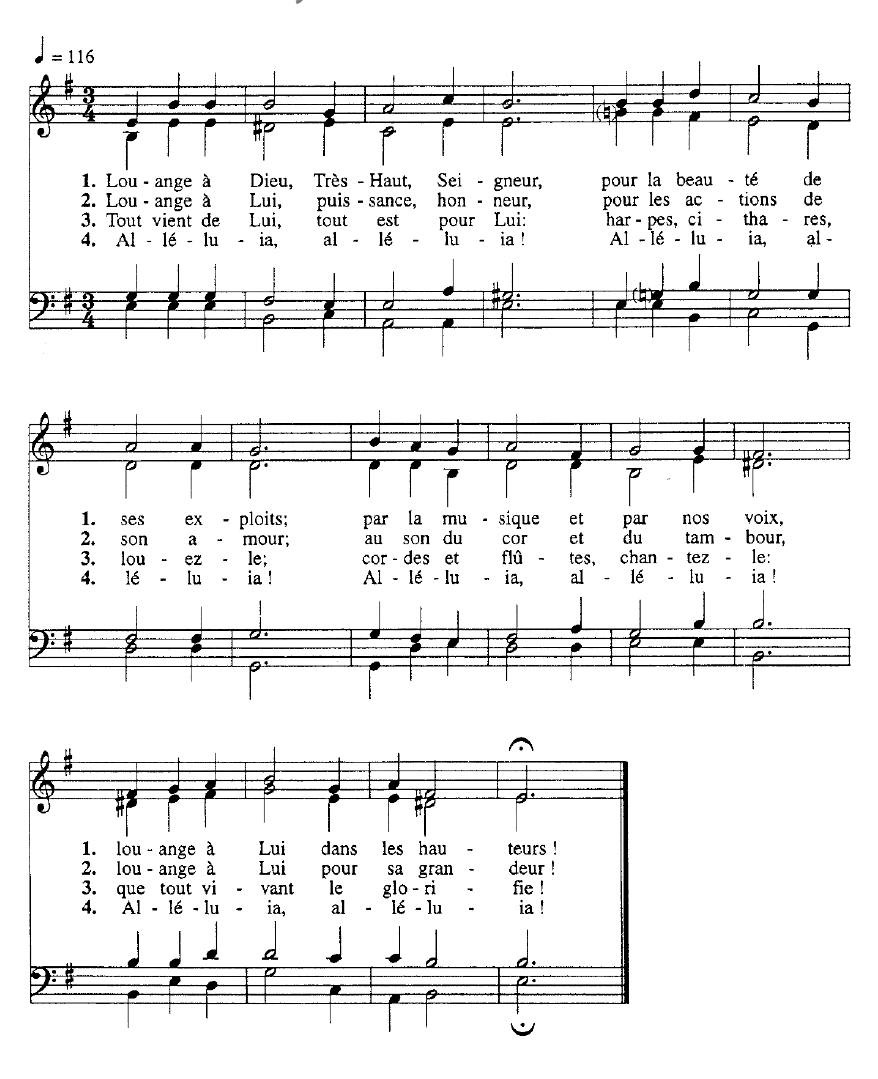 ♩ = 116
1. Lou - ange à Dieu, Très - Haut, Sei - gneur, pour la beau - té de
2. Lou - ange à Lui, puis - sance, hon - neur, pour les ac - tions de
3. Tout vient de Lui, tout est pour Lui: har - pes, ci - tha - res,
4. Al - lé - lu - ia, al - lé - lu - ia ! Al - lé - lu - ia, al -
1. ses ex - ploits; par la mu - sique et par nos voix,
2. son a - mour; au son du cor et du tam - bour,
3. lou - ez - le; cor - des et flû - tes, chan - tez - le:
4. lé - lu - ia ! Al - lé - lu - ia, al - lé - lu - ia !
1. lou - ange à Lui dans les hau - teurs !
2. lou - ange à Lui pour sa gran - deur !
3. que tout vi - vant le glo - ri - fie !
4. Al - lé - lu - ia, al - lé - lu - ia !